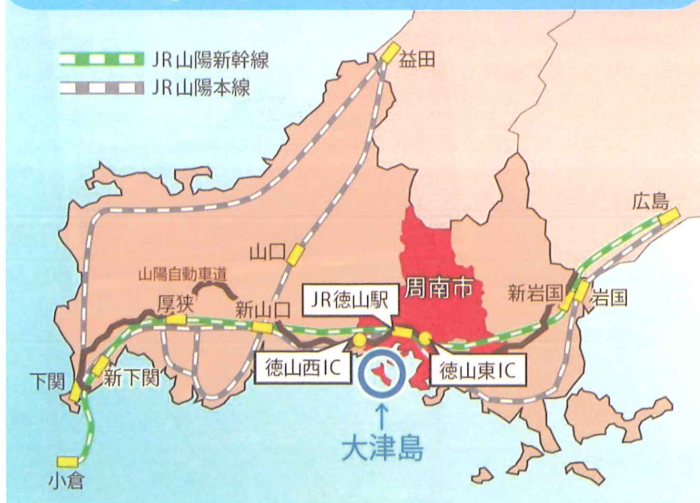 JR山陽新幹線
JR山陽本線
益田
広島
山口
山陽自動車道
周南市
新岩国
岩国
厚狭
新山口
JR徳山駅
徳山西IC
徳山東IC
下関
新下関
大津島
小倉